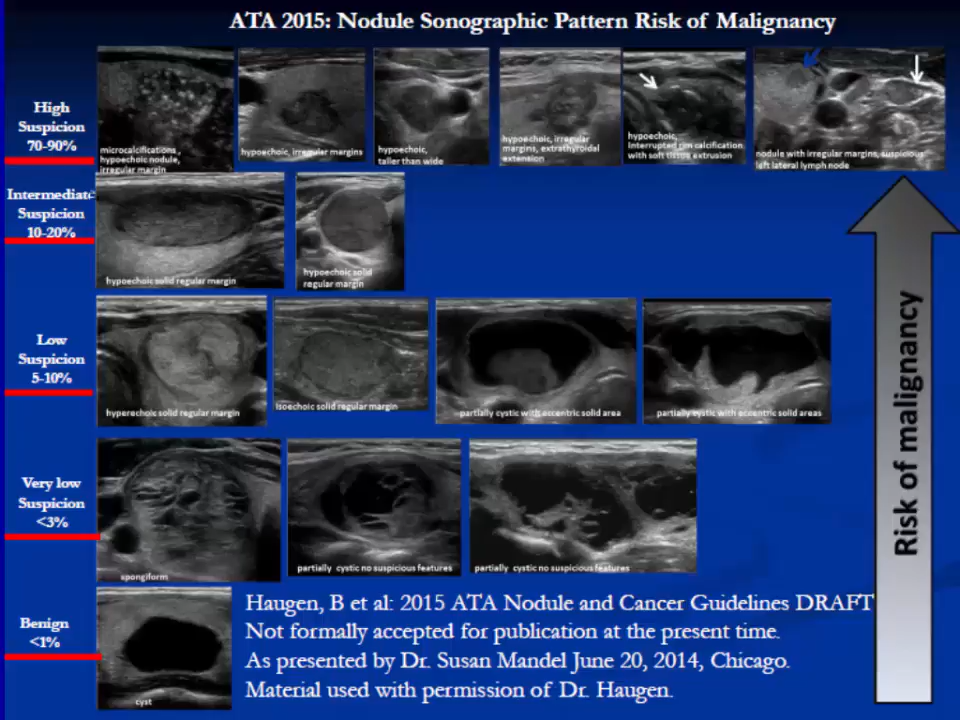 ATA 2015: Nodule Sonographic Pattern Risk of Malignancy
High
Suspicion
70-90%
microcalcifications,
hypoechoic nodule,
irregular margin
hypoechoic, irregular margins
hypoechoic,
taller than wide
hypoechoic, irregular
margins, extrathyroidal
extension
hypoechoic,
Interrupted rim calcification
with soft tissue extrusion
nodule with irregular margins, suspicious
left lateral lymph node
Intermediate
Suspicion
10-20%
hypoechoic solid regular margin
hypoechoic solid
regular margin
Low
Suspicion
5-10%
hyperechoic solid regular margin
Isoechoic solid regular margin
partially cystic with eccentric solid area
partially cystic with eccentric solid areas
Very low
Suspicion
<3%
spongiform
partially cystic no suspicious features
partially cystic no suspicious features
Benign
<1%
cyst
Haugen, B et al: 2015 ATA Nodule and Cancer Guidelines DRAFT
Not formally accepted for publication at the present time.
As presented by Dr. Susan Mandel June 20, 2014, Chicago.
Material used with permission of Dr. Haugen.
Risk of malignancy